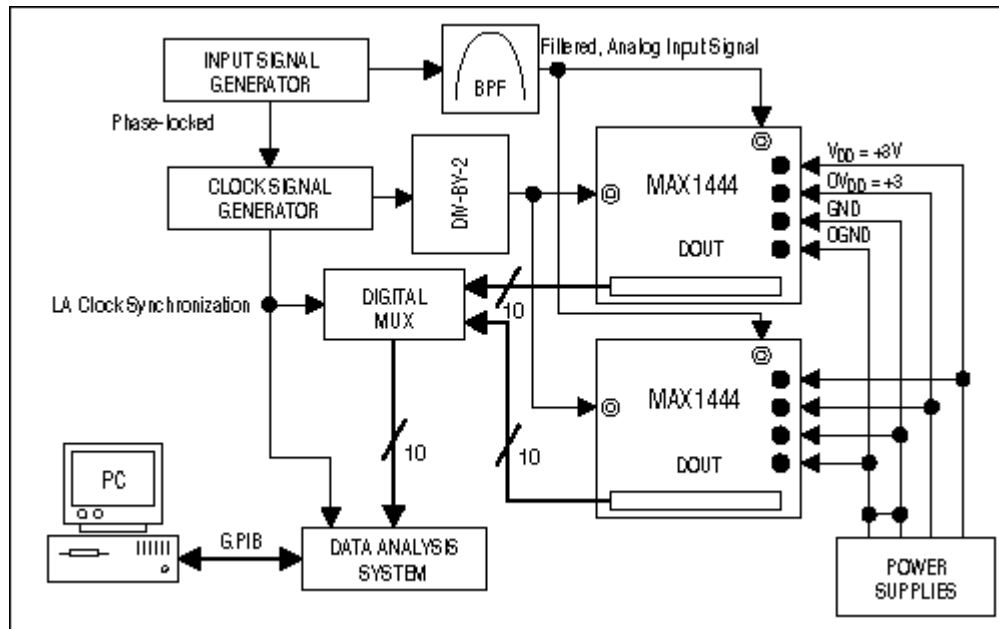 INPUT SIGNAL
GENERATOR
BPF
Filtered, Analog Input Signal
Phase-locked
CLOCK SIGNAL
GENERATOR
DIV-BY-2
MAX1444
DOUT
VDD = +3V
OVDD = +3
GND
OGND
LA Clock Synchronization
DIGITAL
MUX
10
MAX1444
DOUT
10
10
PC
G.PIB
DATA ANALYSIS
SYSTEM
POWER
SUPPLIES